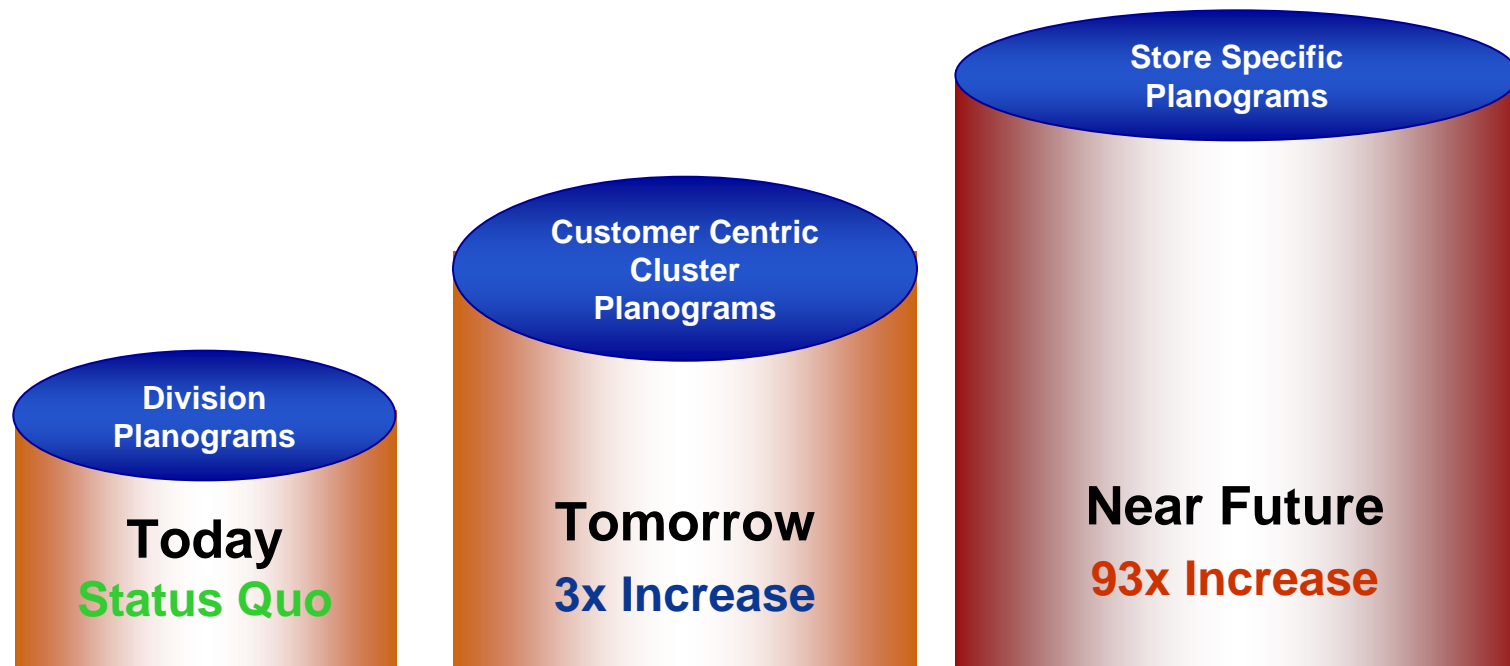 Division
Planograms
Today
Status Quo
Customer Centric
Cluster
Planograms
Tomorrow
3x Increase
Store Specific
Planograms
Near Future
93x Increase